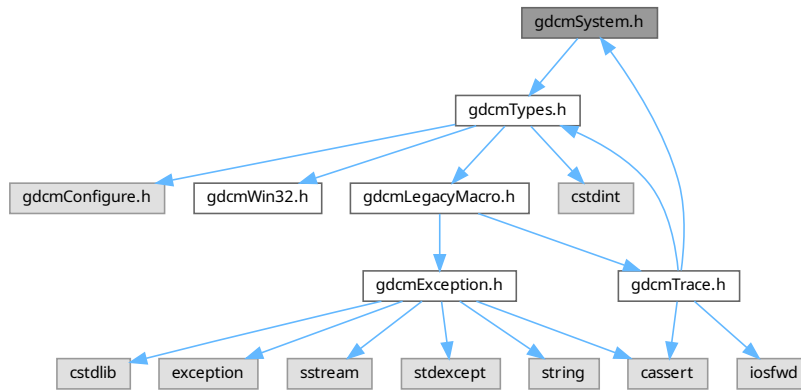 gdcmSystem.h
gdcmTypes.h
gdcmConfigure.h
gdcmWin32.h
gdcmLegacyMacro.h
cstdint
gdcmException.h
gdcmTrace.h
cstdlib
exception
sstream
stdexcept
string
cassert
iosfwd